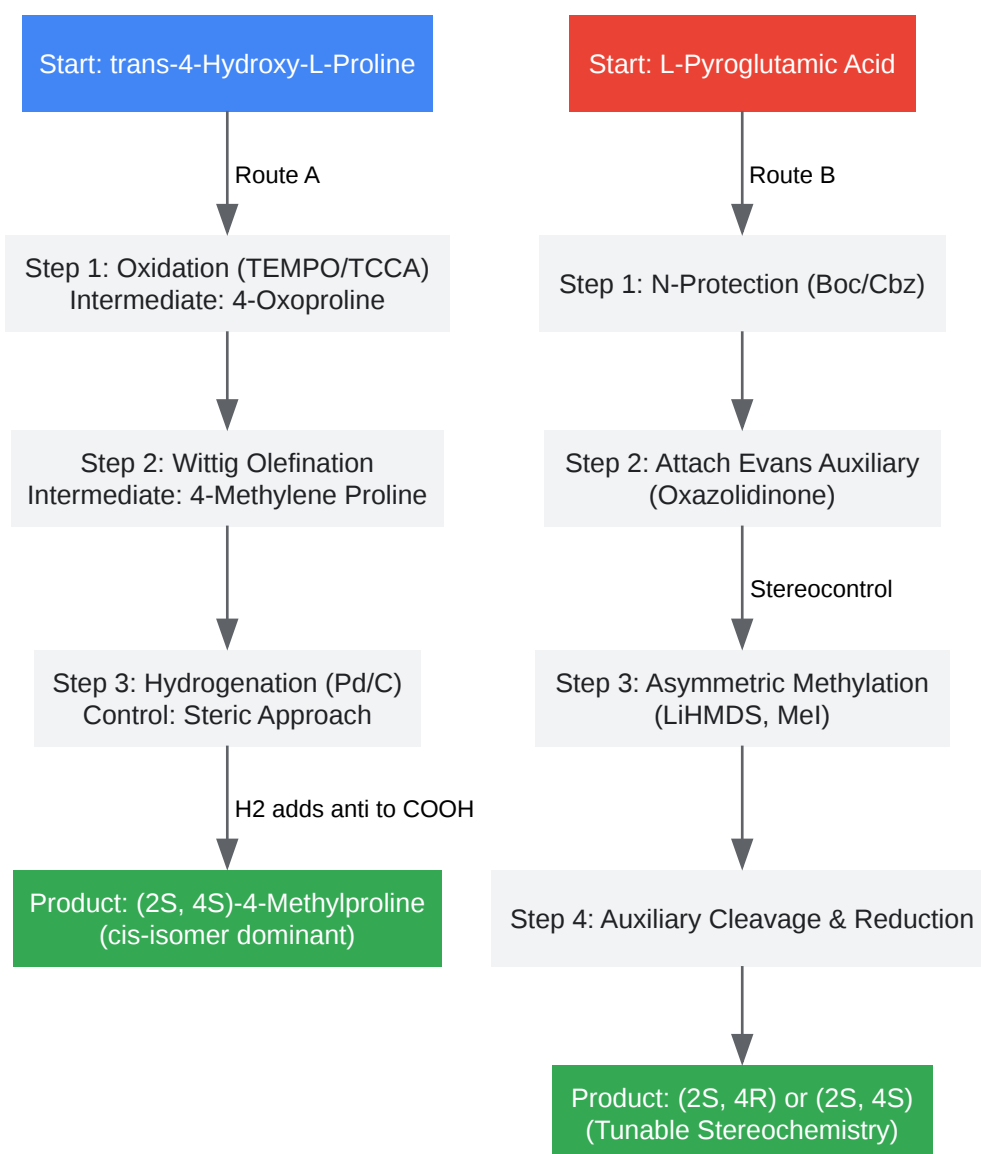 Start: trans-4-Hydroxy-L-Proline
Route A
Step 1: Oxidation (TEMPO/TCCA)
Intermediate: 4-Oxoproline
Step 2: Wittig Olefination
Intermediate: 4-Methylene Proline
Step 3: Hydrogenation (Pd/C)
Control: Steric Approach
H2 adds anti to COOH
Product: (2S, 4S)-4-Methylproline
(cis-isomer dominant)
Start: L-Pyroglutamic Acid
Route B
Step 1: N-Protection (Boc/Cbz)
Step 2: Attach Evans Auxiliary
(Oxazolidinone)
Stereocontrol
Step 3: Asymmetric Methylation
(LiHMDS, MeI)
Step 4: Auxiliary Cleavage & Reduction
Product: (2S, 4R) or (2S, 4S)
(Tunable Stereochemistry)